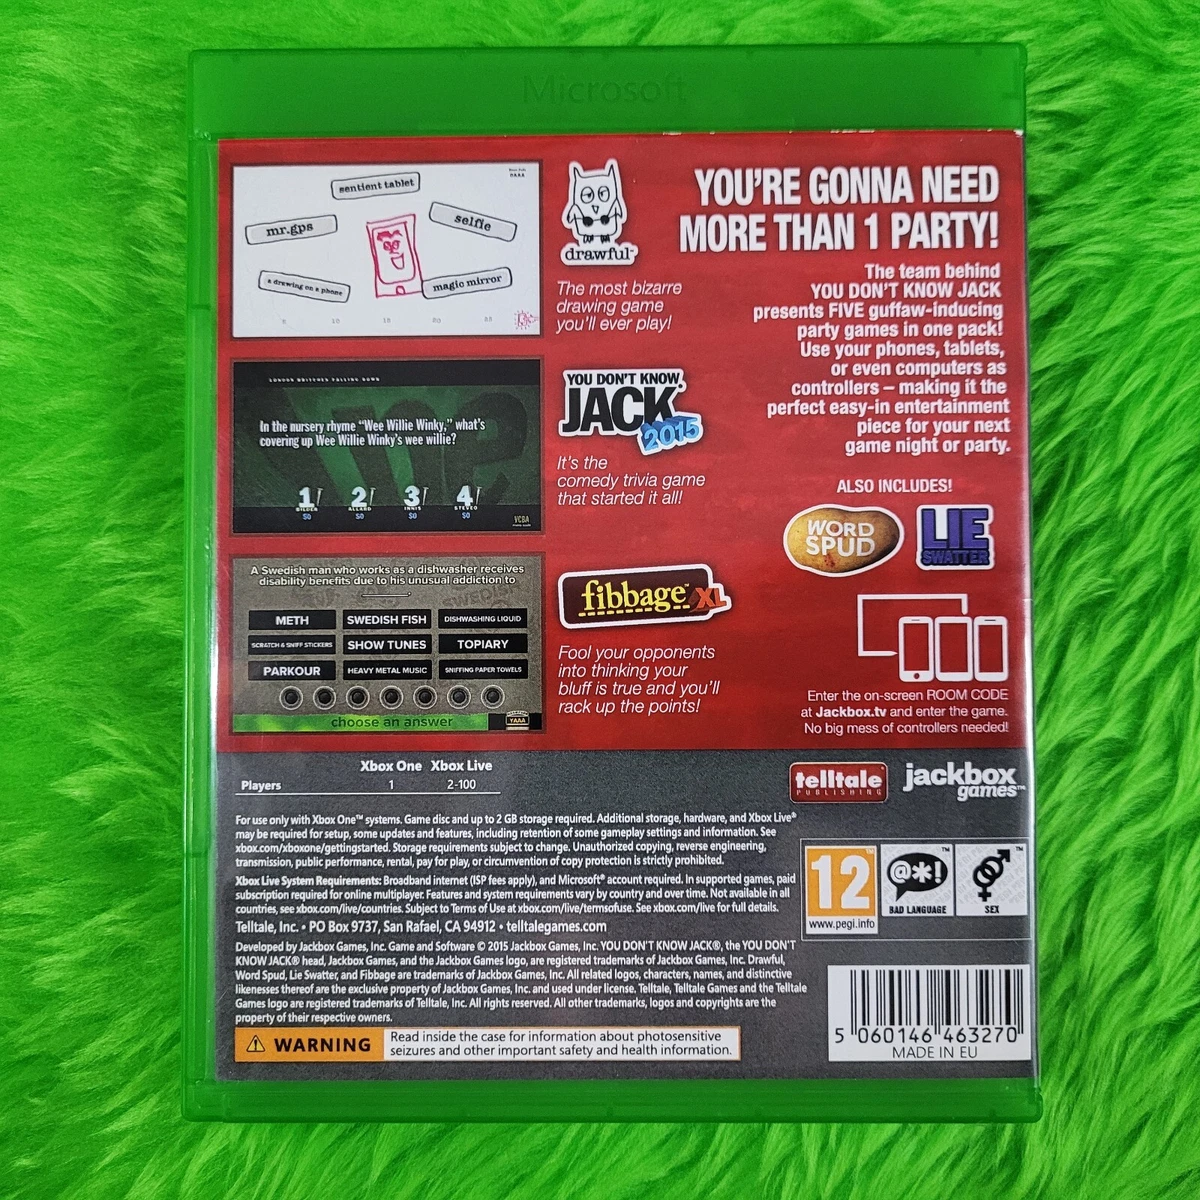 Microsoft
sentient tablet
mr.gps
selfie
a drawing on a phone
magic mirror
5 10 15 20 25
drawful™
The most bizarre
drawing game
you'll ever play!
YOU'RE GONNA NEED
MORE THAN 1 PARTY!
The team behind
YOU DON'T KNOW JACK
presents FIVE guffaw-inducing
party games in one pack!
Use your phones, tablets,
or even computers as
controllers – making it the
perfect easy-in entertainment
piece for your next
game night or party.
LONDON BRITCHES FALLING DOWN
In the nursery rhyme "Wee Willie Winky," what's
covering up Wee Willie Winky's wee willie?
1 2 3 4
$0 $0 $0 $0
VCBA
YOU DON'T KNOW
JACK
2015
It's the
comedy trivia game
that started it all!
ALSO INCLUDES!
WORD
SPUD
LIE
SWATTER
A Swedish man who works as a dishwasher receives
disability benefits due to his unusual addiction to
METH SWEDISH FISH DISHWASHING LIQUID
SCRATCH & SNIFF STICKERS SHOW TUNES TOPIARY
PARKOUR HEAVY METAL MUSIC SNIFFING PAPER TOWELS
choose an answer
YAAA
fibbage™ XL
Fool your opponents
into thinking your
bluff is true and you'll
rack up the points!
Enter the on-screen ROOM CODE
at Jackbox.tv and enter the game.
No big mess of controllers needed!
Xbox One Xbox Live
Players 1 2-100
telltale
PUBLISHING
jackbox
games™
For use only with Xbox One™ systems. Game disc and up to 2 GB storage required. Additional storage, hardware, and Xbox Live®
may be required for setup, some updates and features, including retention of some gameplay settings and information. See
xbox.com/xboxone/gettingstarted. Storage requirements subject to change. Unauthorized copying, reverse engineering,
transmission, public performance, rental, pay for play, or circumvention of copy protection is strictly prohibited.
Xbox Live System Requirements: Broadband internet (ISP fees apply), and Microsoft® account required. In supported games, paid
subscription required for online multiplayer. Features and system requirements vary by country and over time. Not available in all
countries, see xbox.com/live/countries. Subject to Terms of Use at xbox.com/live/termsofuse. See xbox.com/live for full details.
Telltale, Inc. • PO Box 9737, San Rafael, CA 94912 • telltalegames.com
Developed by Jackbox Games, Inc. Game and Software © 2015 Jackbox Games, Inc. YOU DON'T KNOW JACK®, the YOU DON'T
KNOW JACK® head, Jackbox Games, and the Jackbox Games logo, are registered trademarks of Jackbox Games, Inc. Drawful,
Word Spud, Lie Swatter, and Fibbage are trademarks of Jackbox Games, Inc. All related logos, characters, names, and distinctive
likenesses thereof are the exclusive property of Jackbox Games, Inc. and used under license. Telltale, Telltale Games and the Telltale
Games logo are registered trademarks of Telltale, Inc. All rights reserved. All other trademarks, logos and copyrights are the
property of their respective owners.
12
www.pegi.info
@*!
BAD LANGUAGE
SEX
WARNING
Read inside the case for information about photosensitive
seizures and other important safety and health information.
5 060146 463270
MADE IN EU